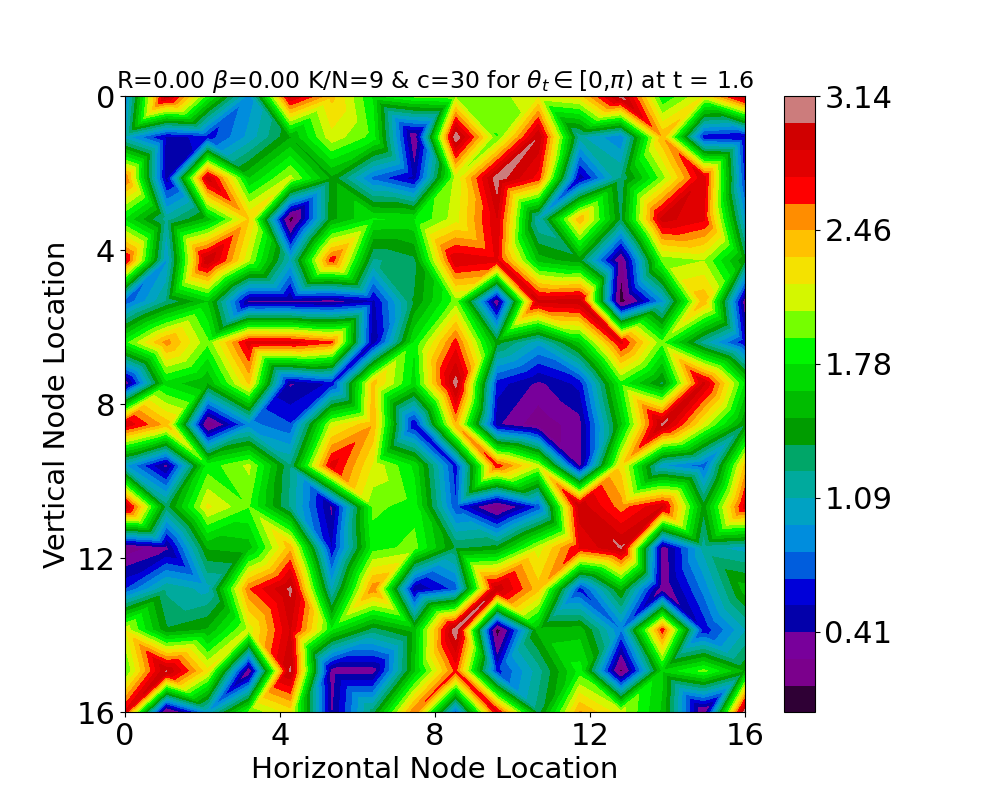 R=0.00 β=0.00 K/N=9 & c=30 for θₜ ∈ [0,π) at t = 1.6
0
4
8
12
16
Vertical Node Location
0 4 8 12 16
Horizontal Node Location
3.14
2.46
1.78
1.09
0.41